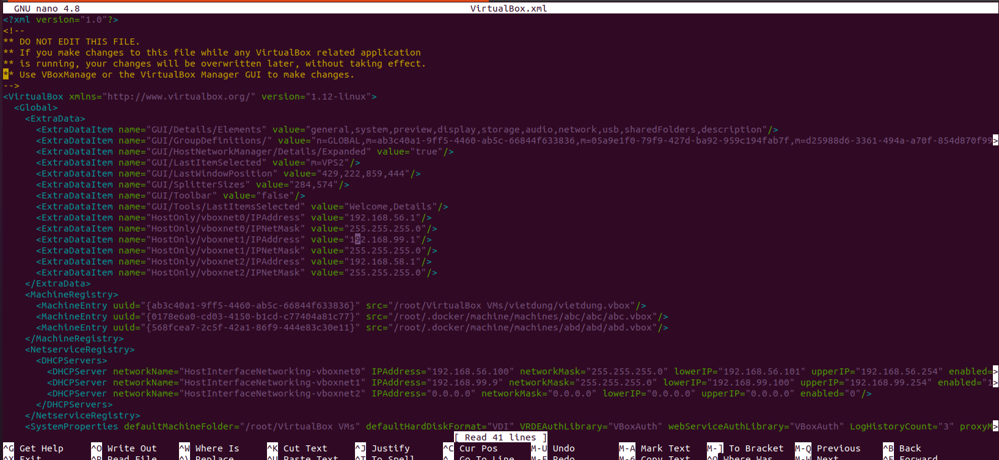 GNU nano 4.8 VirtualBox.xml
<?xml version="1.0"?>
<!--
** DO NOT EDIT THIS FILE.
** If you make changes to this file while any VirtualBox related application
** is running, your changes will be overwritten later, without taking effect.
** Use VBoxManage or the VirtualBox Manager GUI to make changes.
-->
<VirtualBox xmlns="http://www.virtualbox.org/" version="1.12-linux">
<Global>
<ExtraData>
<ExtraDataItem name="GUI/Details/Elements" value="general,system,preview,display,storage,audio,network,usb,sharedFolders,description"/>
<ExtraDataItem name="GUI/GroupDefinitions/" value="n=GLOBAL,m=ab3c40a1-9ff5-4460-ab5c-66844f633836,m=05a9e1f0-79f9-427d-ba92-959c194fab7f,m=d25988d6-3361-494a-a70f-854d870f99>
<ExtraDataItem name="GUI/HostNetworkManager/Details/Expanded" value="true"/>
<ExtraDataItem name="GUI/LastItemSelected" value="m=VPS2"/>
<ExtraDataItem name="GUI/LastWindowPosition" value="429,222,859,444"/>
<ExtraDataItem name="GUI/SplitterSizes" value="284,574"/>
<ExtraDataItem name="GUI/Toolbar" value="false"/>
<ExtraDataItem name="GUI/Tools/LastItemsSelected" value="Welcome,Details"/>
<ExtraDataItem name="HostOnly/vboxnet0/IPAddress" value="192.168.56.1"/>
<ExtraDataItem name="HostOnly/vboxnet0/IPNetMask" value="255.255.255.0"/>
<ExtraDataItem name="HostOnly/vboxnet1/IPAddress" value="192.168.99.1"/>
<ExtraDataItem name="HostOnly/vboxnet1/IPNetMask" value="255.255.255.0"/>
<ExtraDataItem name="HostOnly/vboxnet2/IPAddress" value="192.168.58.1"/>
<ExtraDataItem name="HostOnly/vboxnet2/IPNetMask" value="255.255.255.0"/>
</ExtraData>
<MachineRegistry>
<MachineEntry uuid="{ab3c40a1-9ff5-4460-ab5c-66844f633836}" src="/root/VirtualBox VMs/vietdung/vietdung.vbox"/>
<MachineEntry uuid="{0178e6a0-cd03-4150-b1cd-c77404a81c77}" src="/root/.docker/machine/machines/abc/abc/abc.vbox"/>
<MachineEntry uuid="{568fcea7-2c5f-42a1-86f9-444e83c30e11}" src="/root/.docker/machine/machines/abd/abd/abd.vbox"/>
</MachineRegistry>
<NetserviceRegistry>
<DHCPServers>
<DHCPServer networkName="HostInterfaceNetworking-vboxnet0" IPAddress="192.168.56.100" networkMask="255.255.255.0" lowerIP="192.168.56.101" upperIP="192.168.56.254" enabled=>
<DHCPServer networkName="HostInterfaceNetworking-vboxnet1" IPAddress="192.168.99.9" networkMask="255.255.255.0" lowerIP="192.168.99.100" upperIP="192.168.99.254" enabled="1>
<DHCPServer networkName="HostInterfaceNetworking-vboxnet2" IPAddress="0.0.0.0" networkMask="0.0.0.0" lowerIP="0.0.0.0" upperIP="0.0.0.0" enabled="0"/>
</DHCPServers>
</NetserviceRegistry>
<SystemProperties defaultMachineFolder="/root/VirtualBox VMs" defaultHardDiskFormat="VDI" VRDEAuthLibrary="VBoxAuth" webServiceAuthLibrary="VBoxAuth" LogHistoryCount="3" proxyM>
[ Read 41 lines ]
^G Get Help ^O Write Out ^W Where Is ^K Cut Text ^J Justify ^C Cur Pos M-U Undo M-A Mark Text M-] To Bracket M-Q Previous ^B Back
^X Exit ^R Read File ^\ Replace ^U Paste Text ^T To Spell ^_ Go To Line M-E Redo M-6 Copy Text ^Q Where Was M-W Next ^F Forward